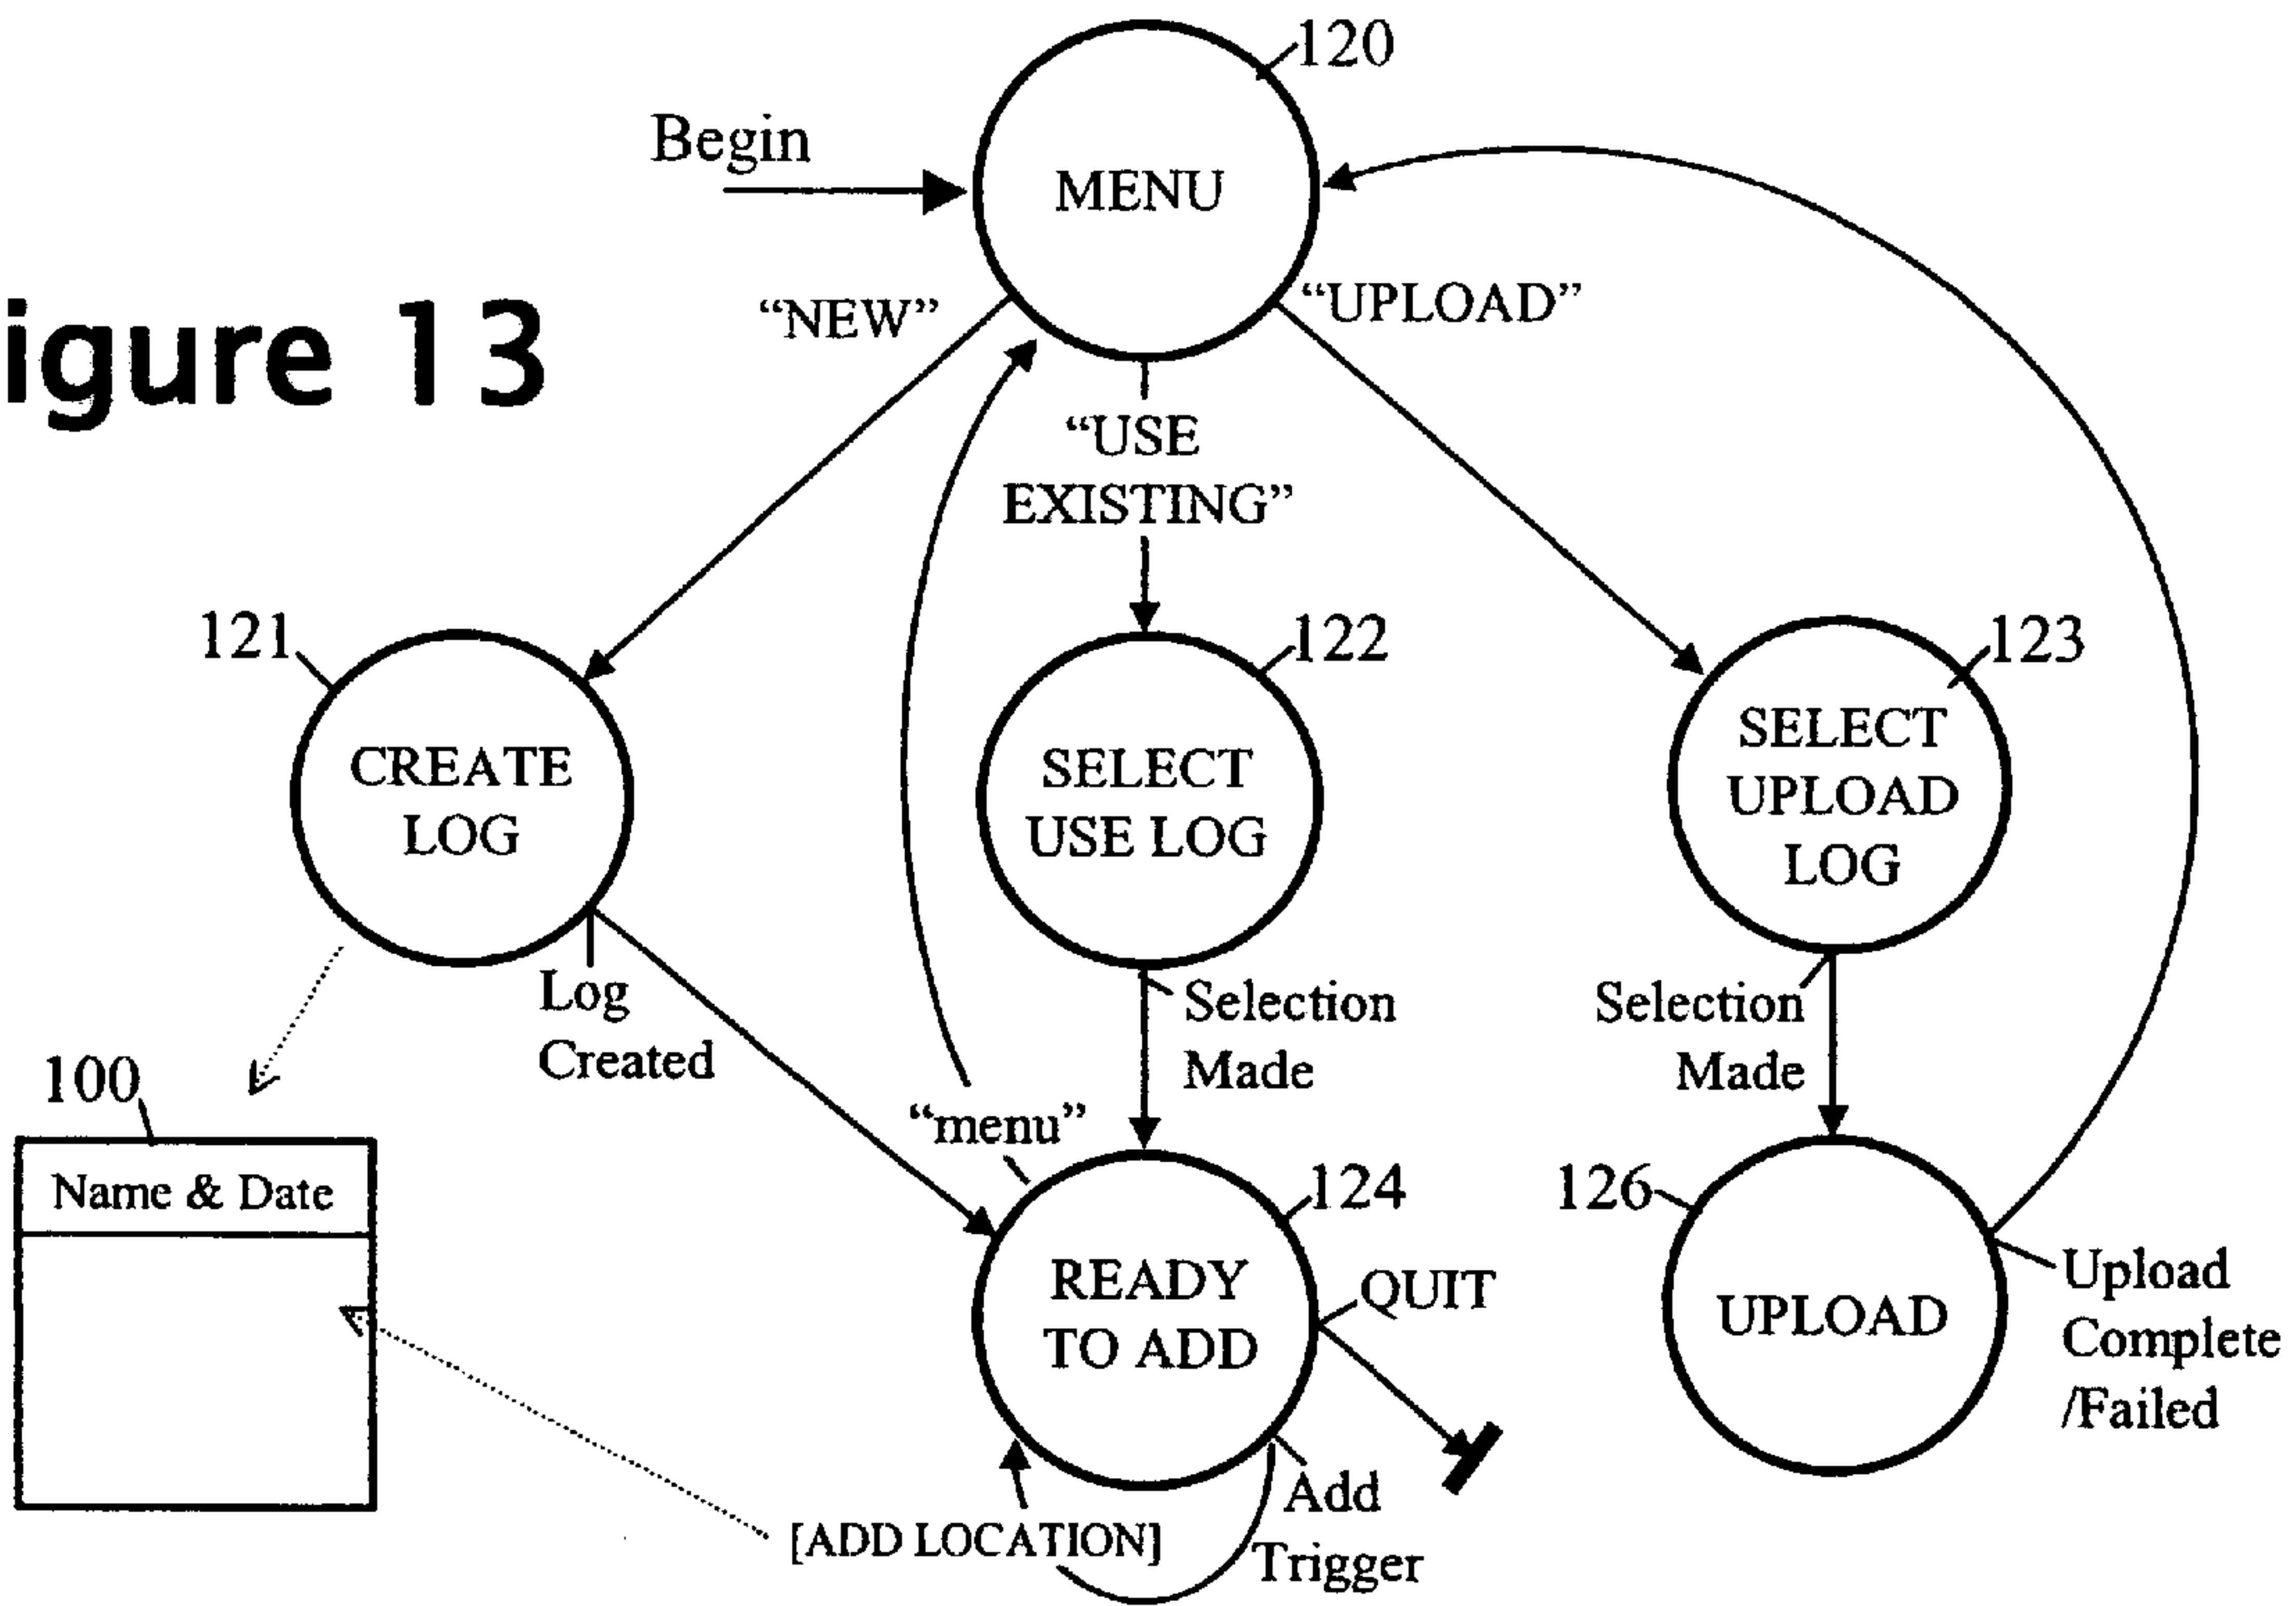 120
Begin
MENU
igure 13
“NEW”
“UPLOAD”
“USE
EXISTING”
121
122
123
CREATE
LOG
SELECT
USE LOG
SELECT
UPLOAD
LOG
Log
Created
Selection
Made
Selection
Made
100
“menu”
Name & Date
124
126
READY
TO ADD
QUIT
UPLOAD
Upload
Complete
/Failed
Add
Trigger
[ADD LOCATION]